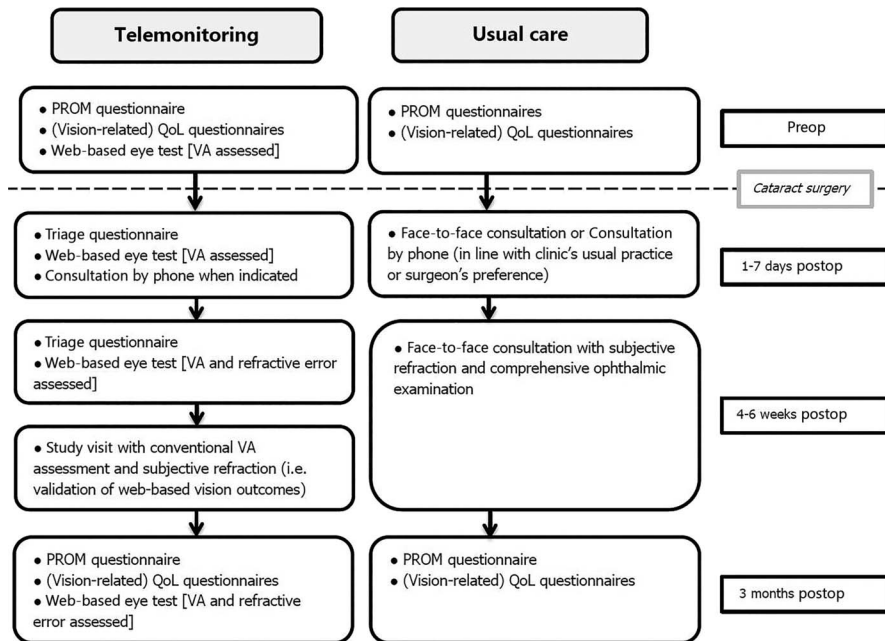 Telemonitoring
Usual care
● PROM questionnaire
● (Vision-related) QoL questionnaires
● Web-based eye test [VA assessed]
● PROM questionnaires
● (Vision-related) QoL questionnaires
Preop
Cataract surgery
● Triage questionnaire
● Web-based eye test [VA assessed]
● Consultation by phone when indicated
● Face-to-face consultation or Consultation
by phone (in line with clinic's usual practice
or surgeon's preference)
1-7 days postop
● Triage questionnaire
● Web-based eye test [VA and refractive error
assessed]
● Face-to-face consultation with subjective
refraction and comprehensive ophthalmic
examination
4-6 weeks postop
● Study visit with conventional VA
assessment and subjective refraction (i.e.
validation of web-based vision outcomes)
● PROM questionnaire
● (Vision-related) QoL questionnaires
● Web-based eye test [VA and refractive
error assessed]
● PROM questionnaire
● (Vision-related) QoL questionnaires
3 months postop